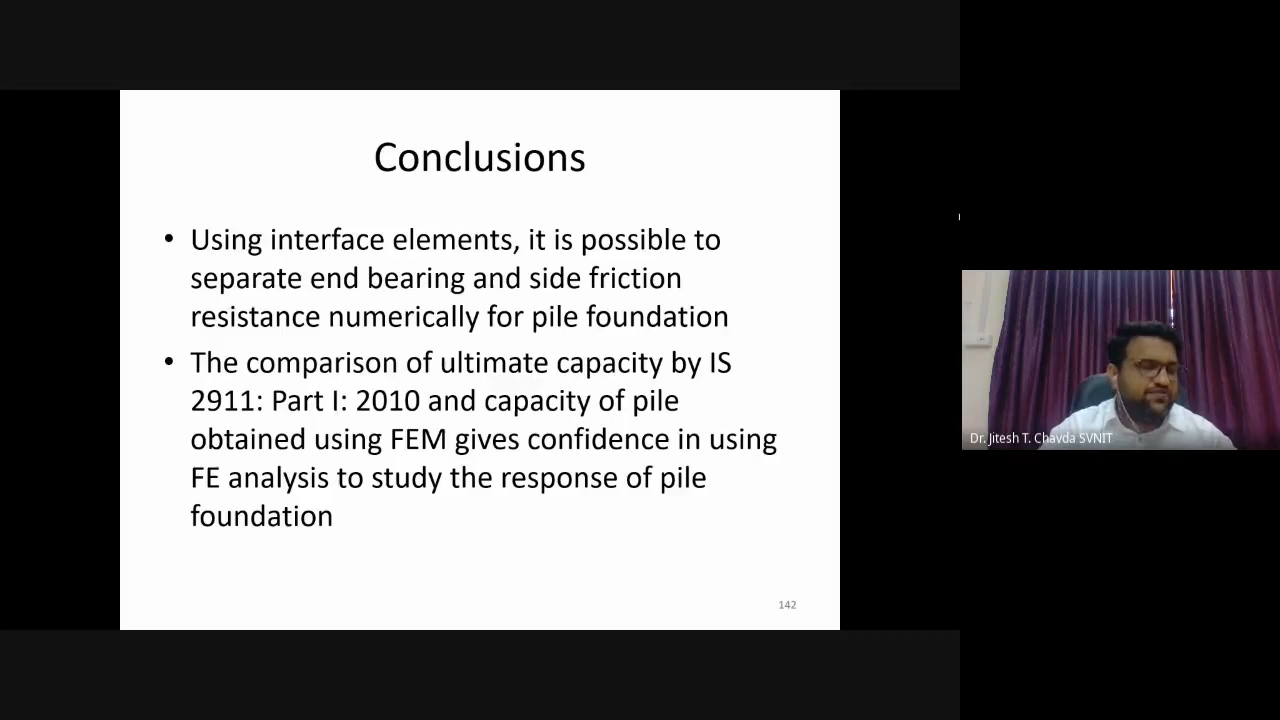 Conclusions
• Using interface elements, it is possible to
separate end bearing and side friction
resistance numerically for pile foundation
• The comparison of ultimate capacity by IS
2911: Part I: 2010 and capacity of pile
obtained using FEM gives confidence in using
FE analysis to study the response of pile
foundation
142
Dr. Jitesh T. Chavda SVNIT